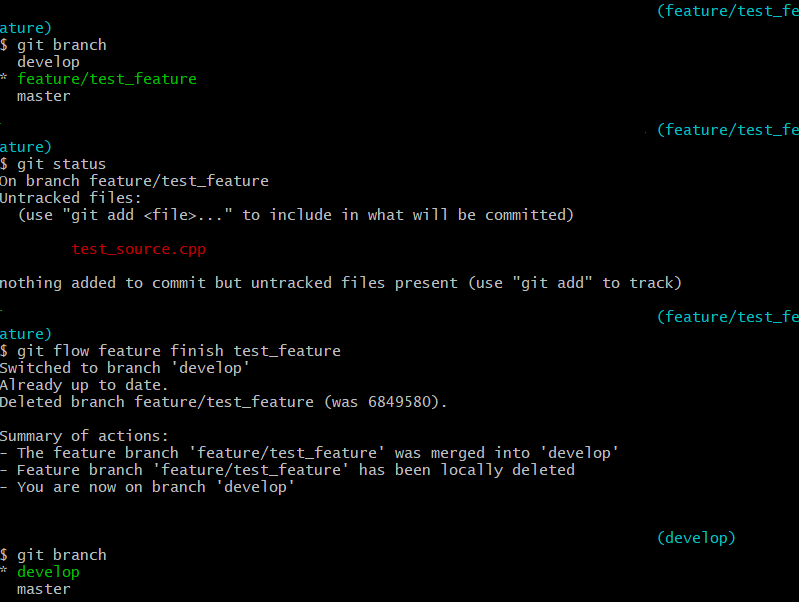 (feature/test_fe
ature)
$ git branch
  develop
* feature/test_feature
  master
(feature/test_fe
ature)
$ git status
On branch feature/test_feature
Untracked files:
  (use "git add <file>..." to include in what will be committed)
        test_source.cpp
nothing added to commit but untracked files present (use "git add" to track)
(feature/test_fe
ature)
$ git flow feature finish test_feature
Switched to branch 'develop'
Already up to date.
Deleted branch feature/test_feature (was 6849580).
Summary of actions:
- The feature branch 'feature/test_feature' was merged into 'develop'
- Feature branch 'feature/test_feature' has been locally deleted
- You are now on branch 'develop'
(develop)
$ git branch
* develop
  master